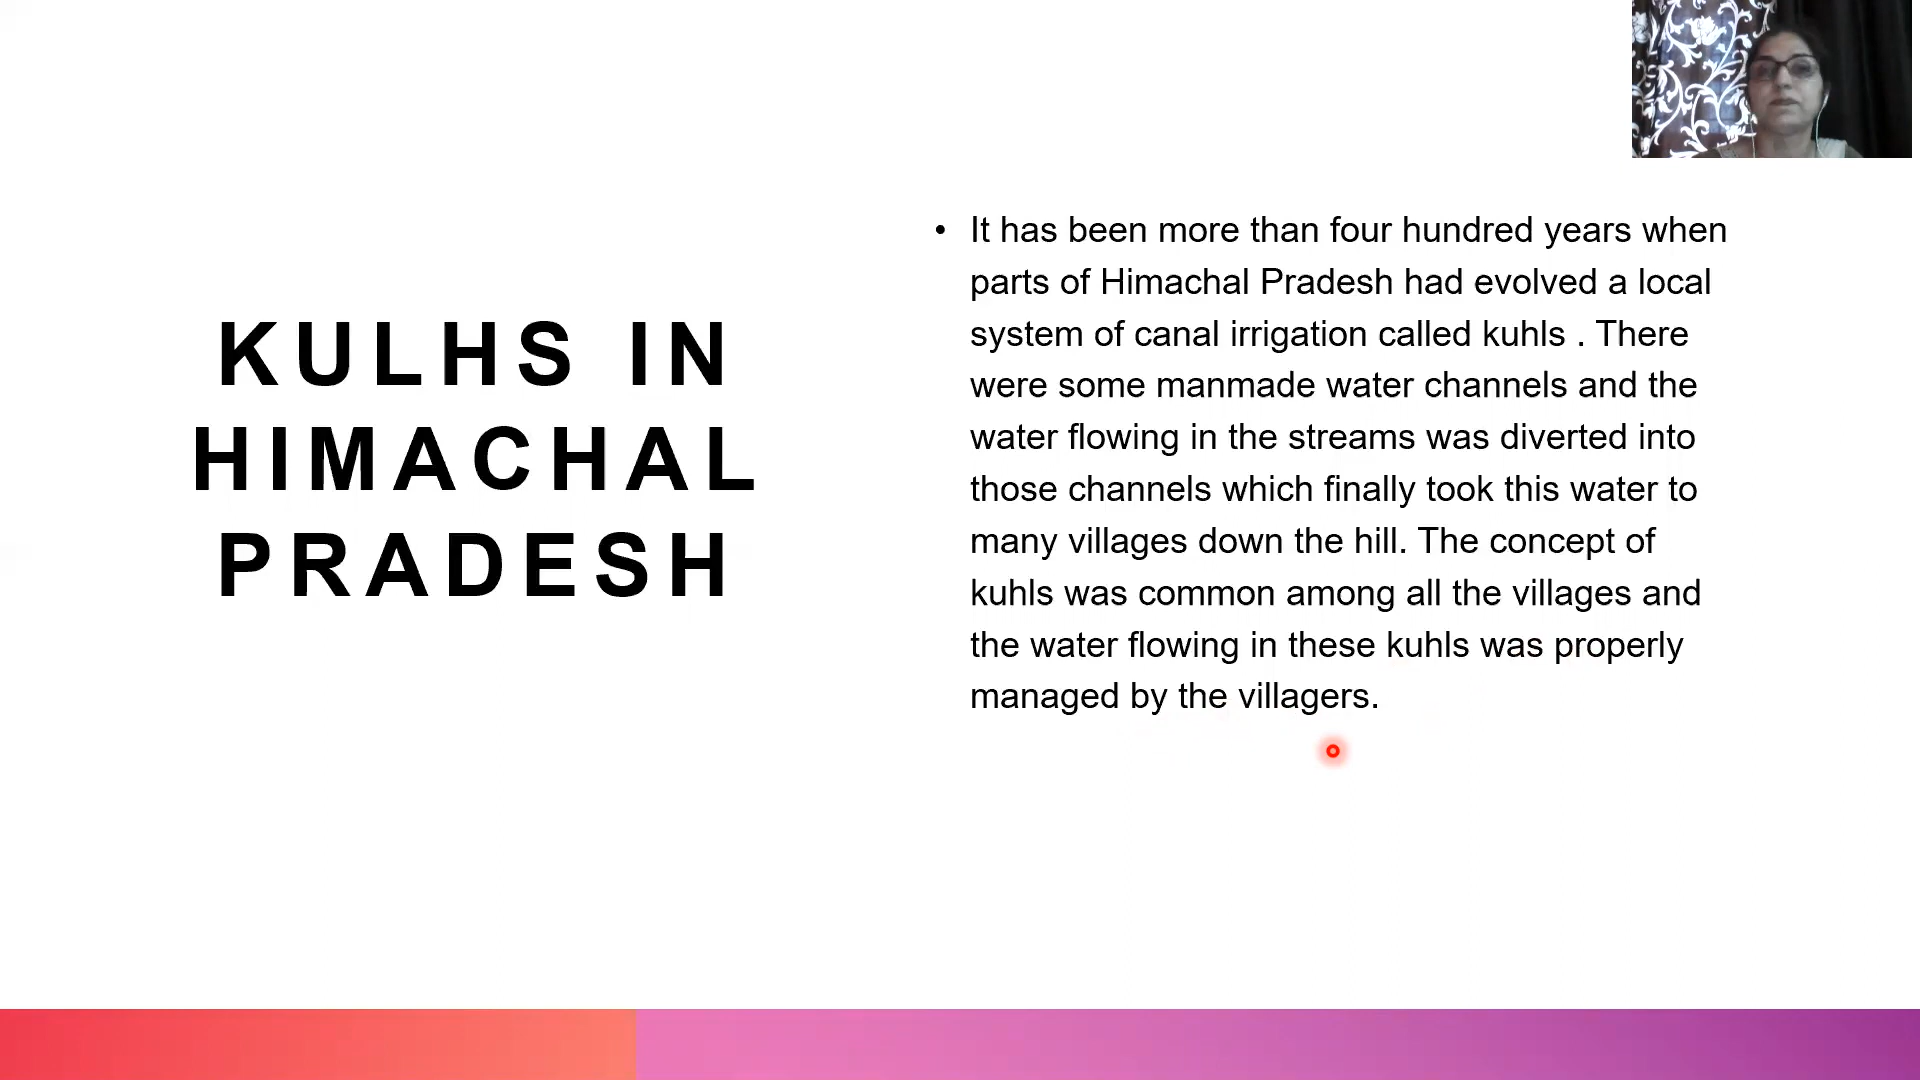 KULHS IN
HIMACHAL
PRADESH
• It has been more than four hundred years when
parts of Himachal Pradesh had evolved a local
system of canal irrigation called kuhls . There
were some manmade water channels and the
water flowing in the streams was diverted into
those channels which finally took this water to
many villages down the hill. The concept of
kuhls was common among all the villages and
the water flowing in these kuhls was properly
managed by the villagers.